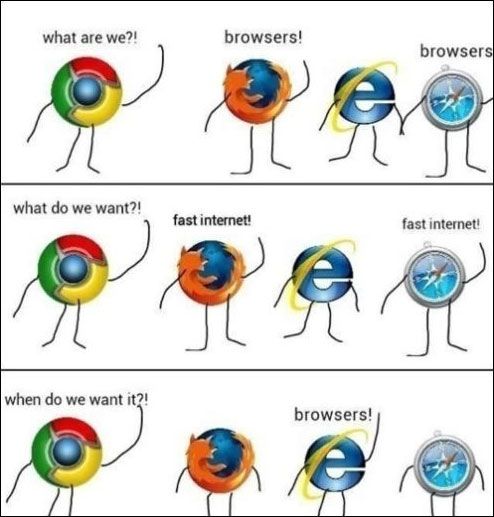 what are we?!
browsers!
browsers
what do we want?!
fast internet!
fast internet!
when do we want it?!
browsers!